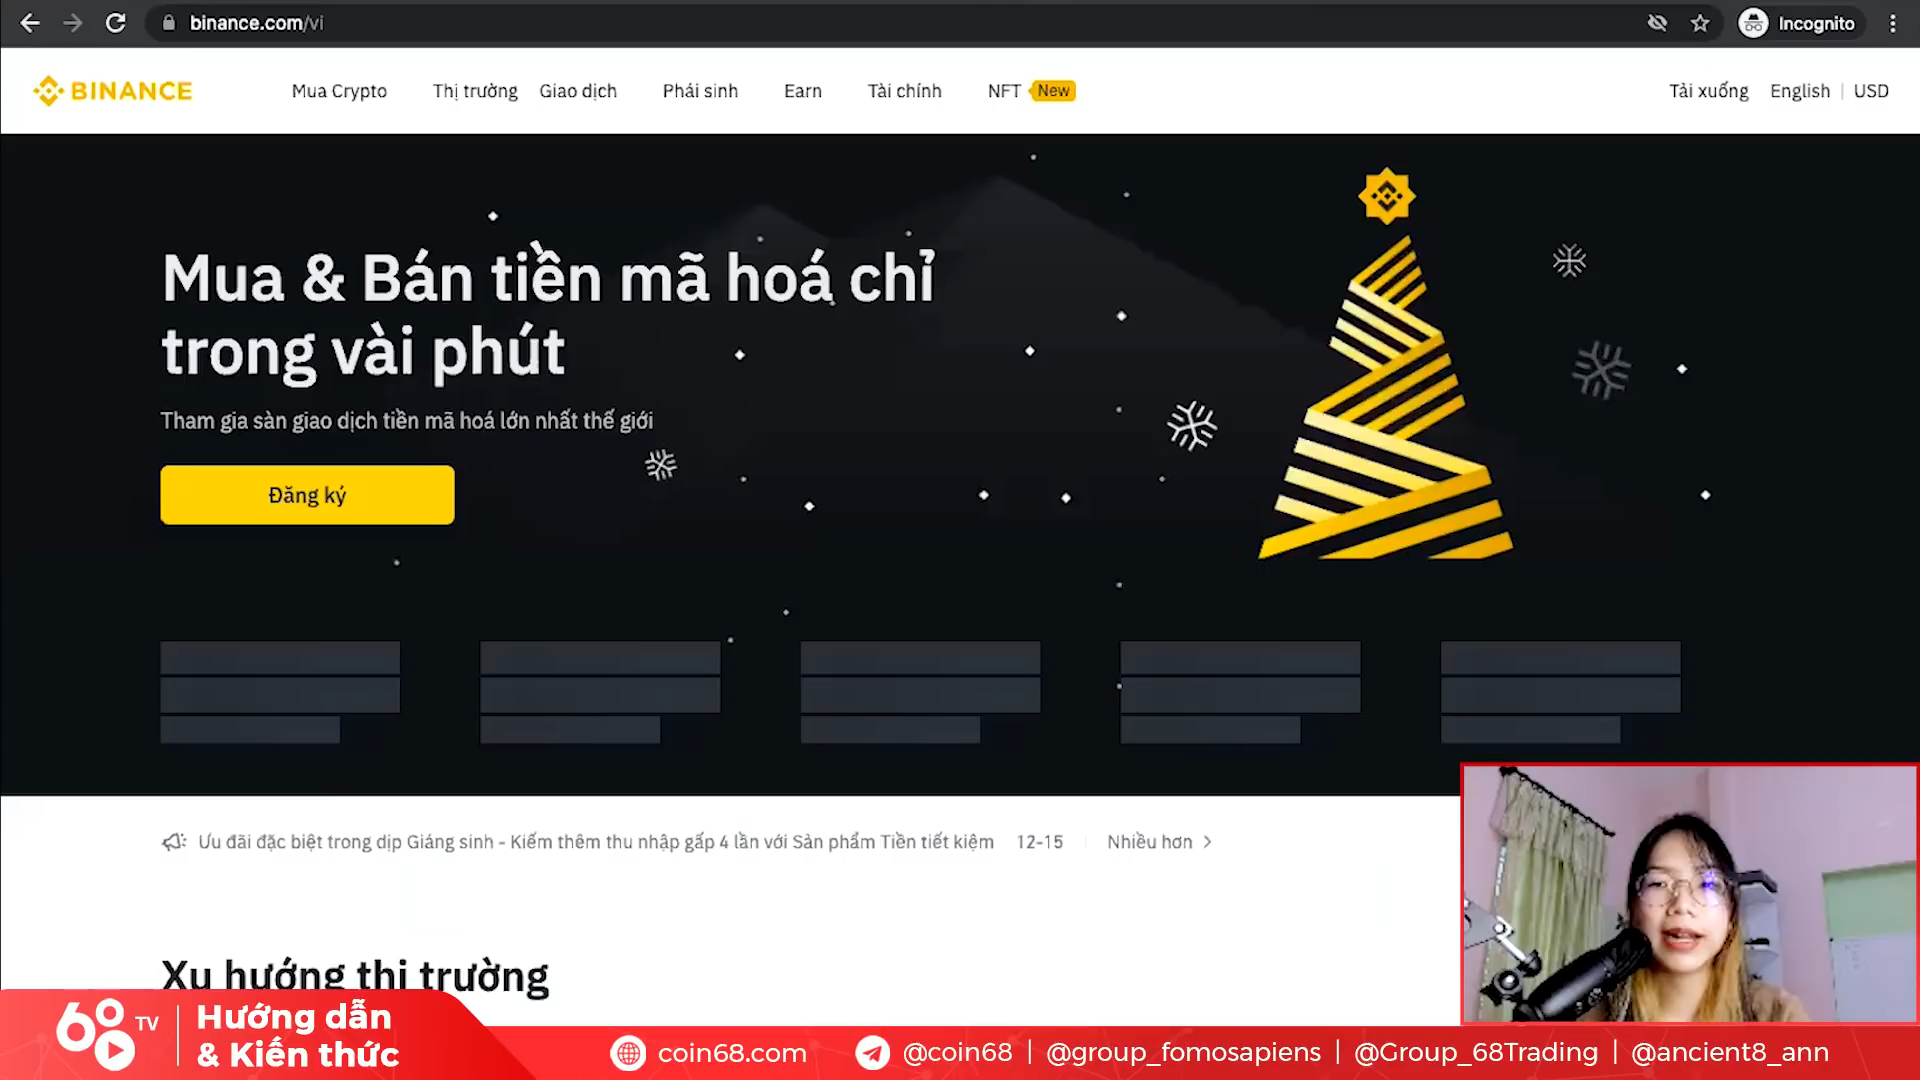 binance.com/vi
Incognito
BINANCE
Mua Crypto Thị trường Giao dịch Phái sinh Earn Tài chính NFT New
Tải xuống English | USD
Mua & Bán tiền mã hoá chỉ
trong vài phút
Tham gia sàn giao dịch tiền mã hoá lớn nhất thế giới
Đăng ký
Ưu đãi đặc biệt trong dịp Giáng sinh - Kiếm thêm thu nhập gấp 4 lần với Sản phẩm Tiền tiết kiệm 12-15 Nhiều hơn
Xu hướng thị trường
68 TV
Hướng dẫn
& Kiến thức
coin68.com
@coin68 | @group_fomosapiens | @Group_68Trading | @ancient8_ann